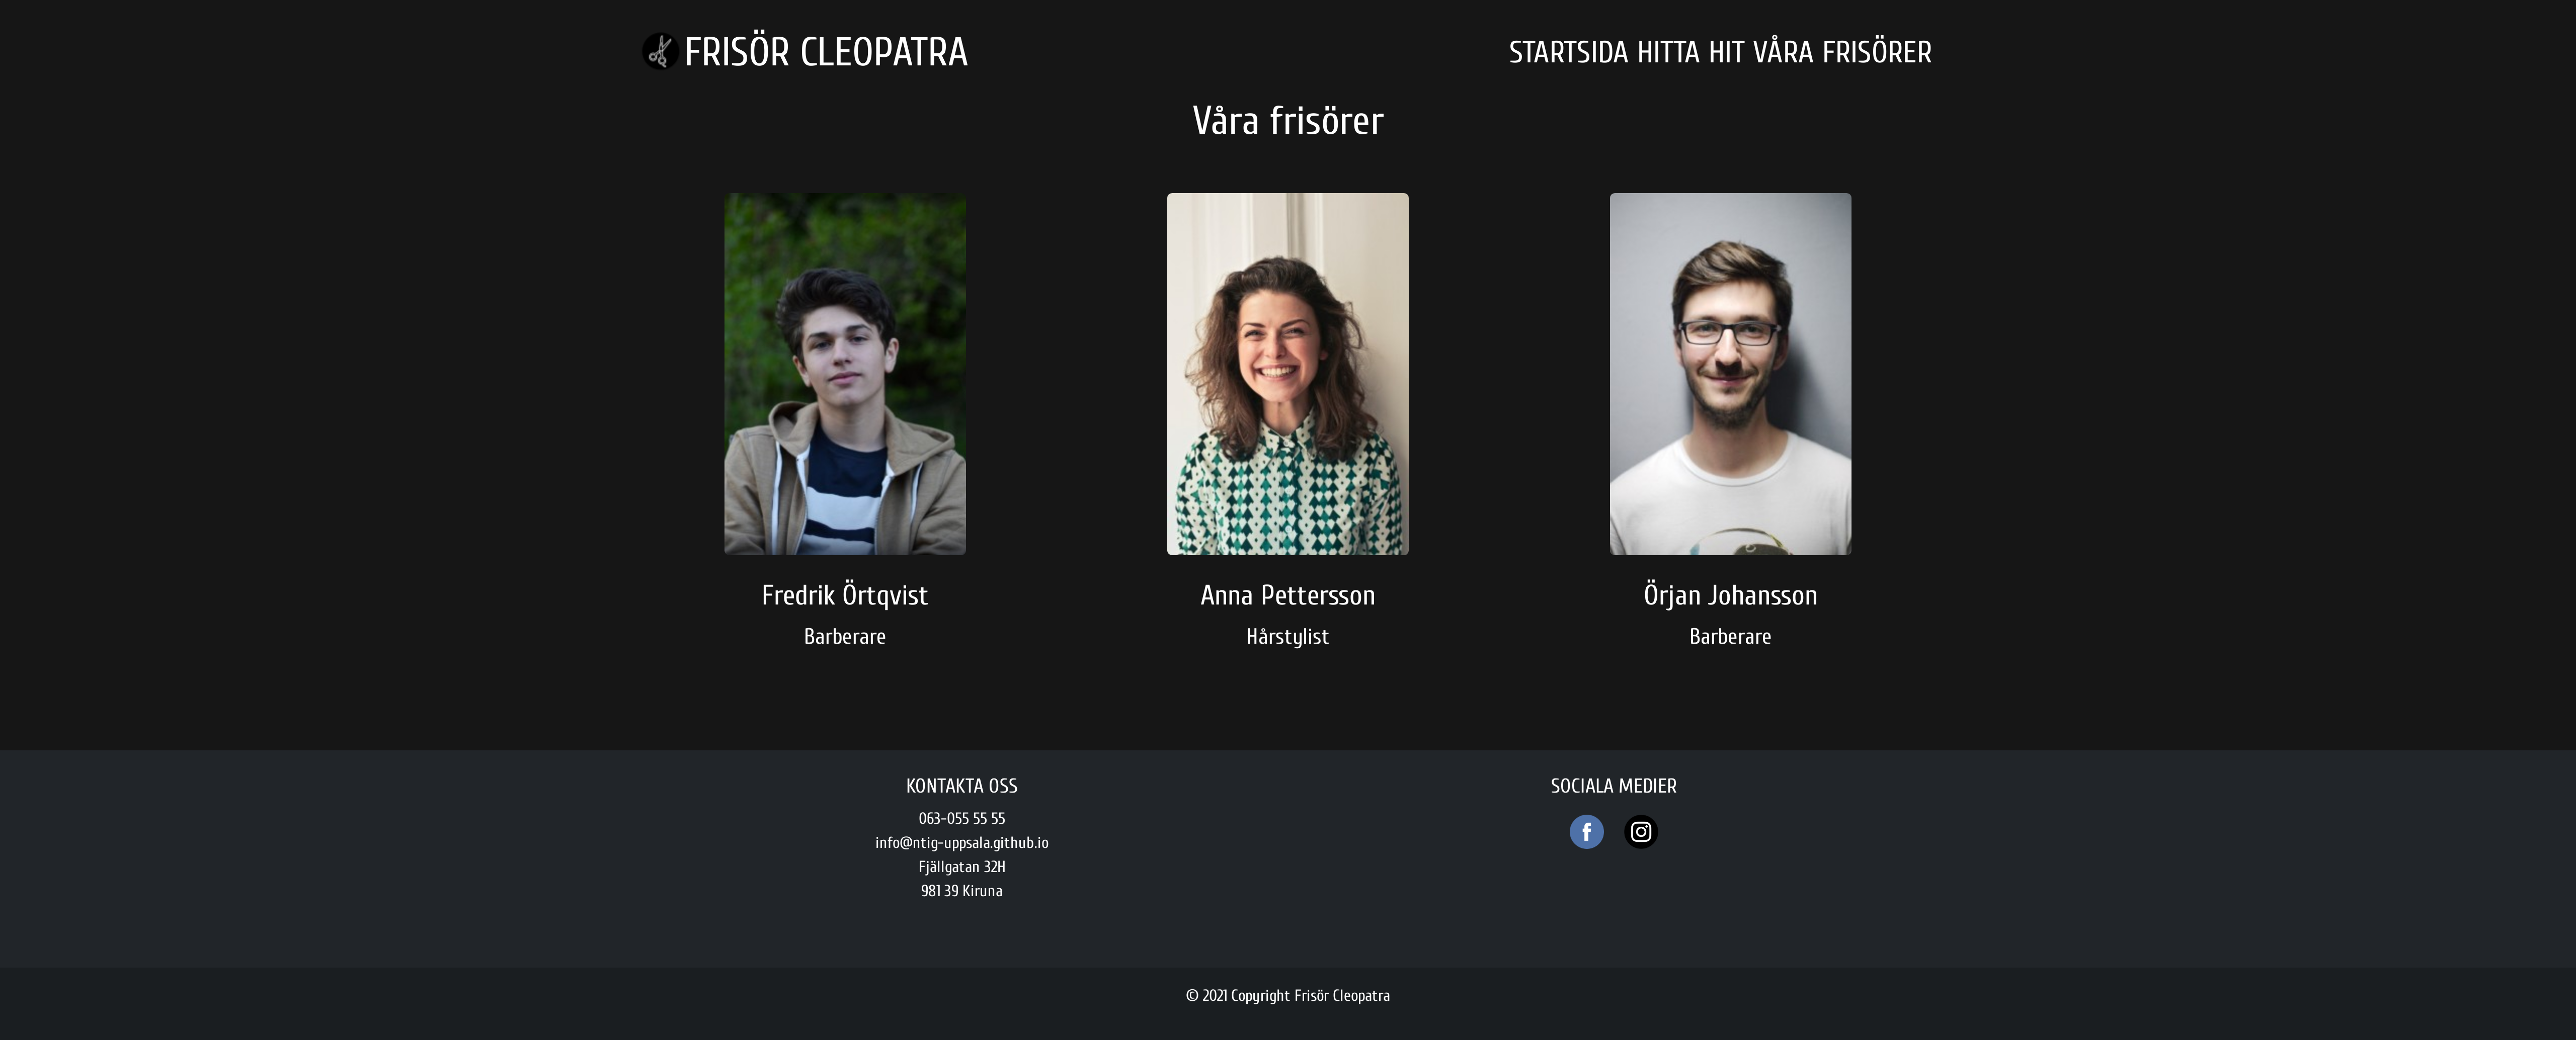 FRISÖR CLEOPATRA
STARTSIDA HITTA HIT VÅRA FRISÖRER
Våra frisörer
Fredrik Örtqvist
Barberare
Anna Pettersson
Hårstylist
Örjan Johansson
Barberare
KONTAKTA OSS
063-055 55 55
info@ntig-uppsala.github.io
Fjällgatan 32H
981 39 Kiruna
SOCIALA MEDIER
© 2021 Copyright Frisör Cleopatra